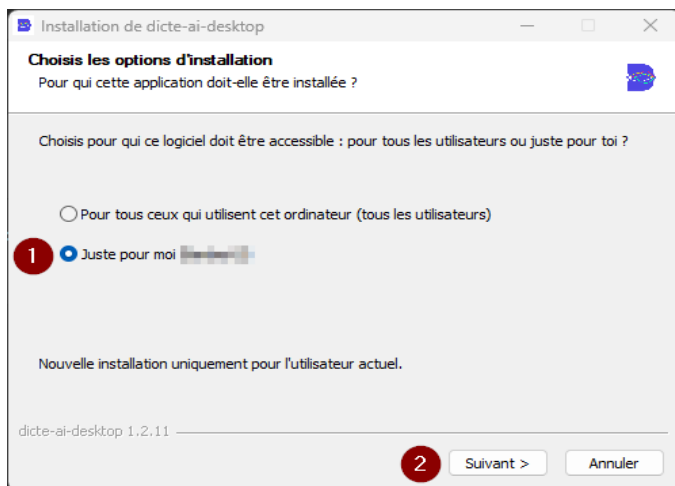 Installation de dicte-ai-desktop
Choisis les options d'installation
Pour qui cette application doit-elle être installée ?
Choisis pour qui ce logiciel doit être accessible : pour tous les utilisateurs ou juste pour toi ?
Pour tous ceux qui utilisent cet ordinateur (tous les utilisateurs)
1 Juste pour moi
Nouvelle installation uniquement pour l'utilisateur actuel.
dicte-ai-desktop 1.2.11
2 Suivant > Annuler